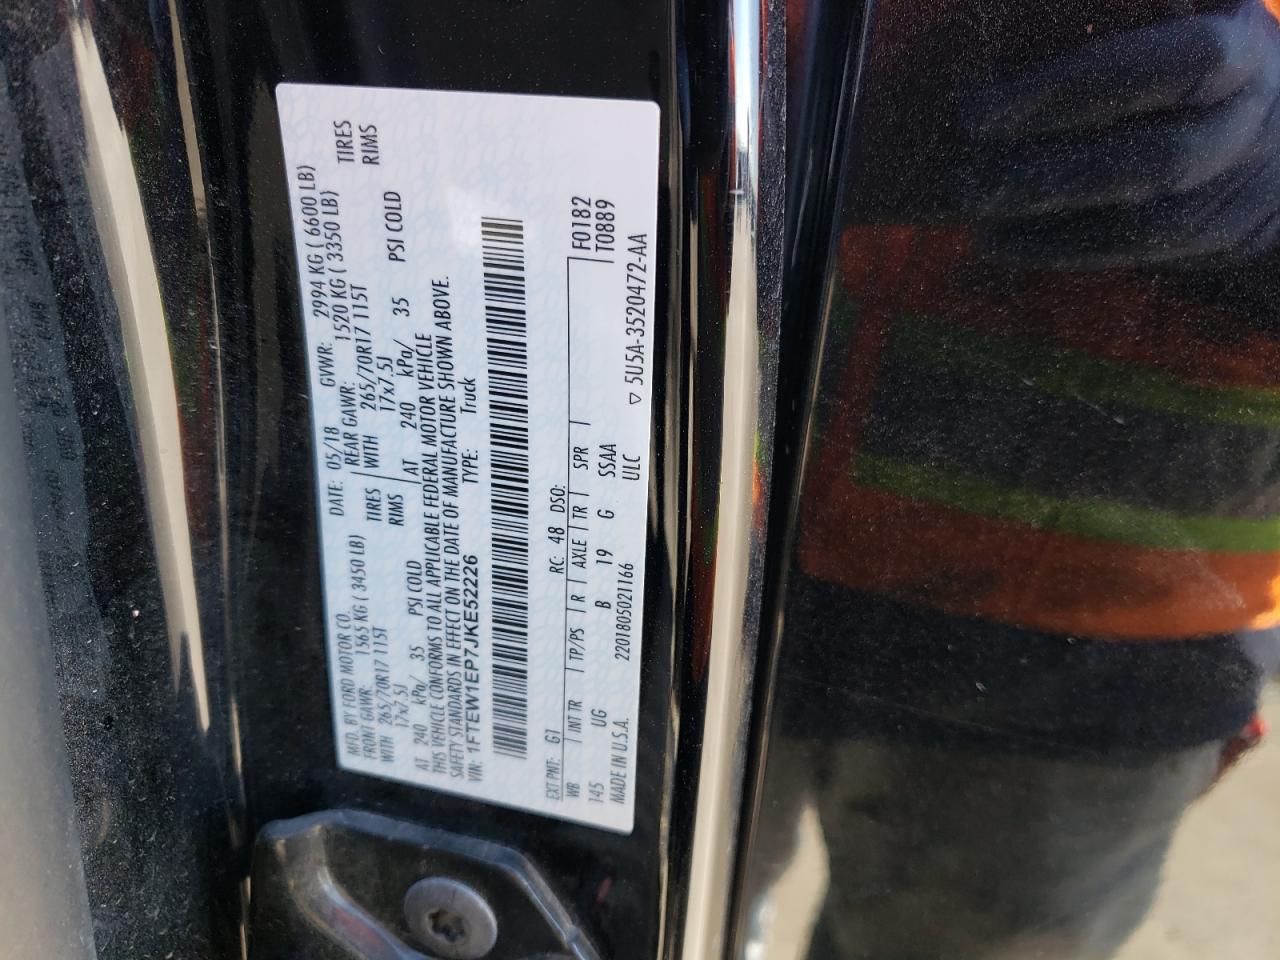 MFD. BY FORD MOTOR CO.
DATE: 05/18 GVWR: 2994 KG ( 6600 LB)
FRONT GAWR: 1565 KG ( 3450 LB) REAR GAWR: 1520 KG ( 3350 LB)
WITH 265/70R17 115T TIRES WITH 265/70R17 115T TIRES
17x7.5J RIMS 17x7.5J RIMS
AT 240 kPa/ 35 PSI COLD AT 240 kPa/ 35 PSI COLD
THIS VEHICLE CONFORMS TO ALL APPLICABLE FEDERAL MOTOR VEHICLE
SAFETY STANDARDS IN EFFECT ON THE DATE OF MANUFACTURE SHOWN ABOVE.
VIN: 1FTEW1EP7JKE52226 TYPE: Truck
EXT PNT: G1 RC: 48 DSO: F0182
WB INT TR TP/PS R AXLE TR SPR T0889
145 UG B 19 G SSAA
MADE IN U.S.A. 2201805021166 ULC ▽ 5U5A-3520472-AA